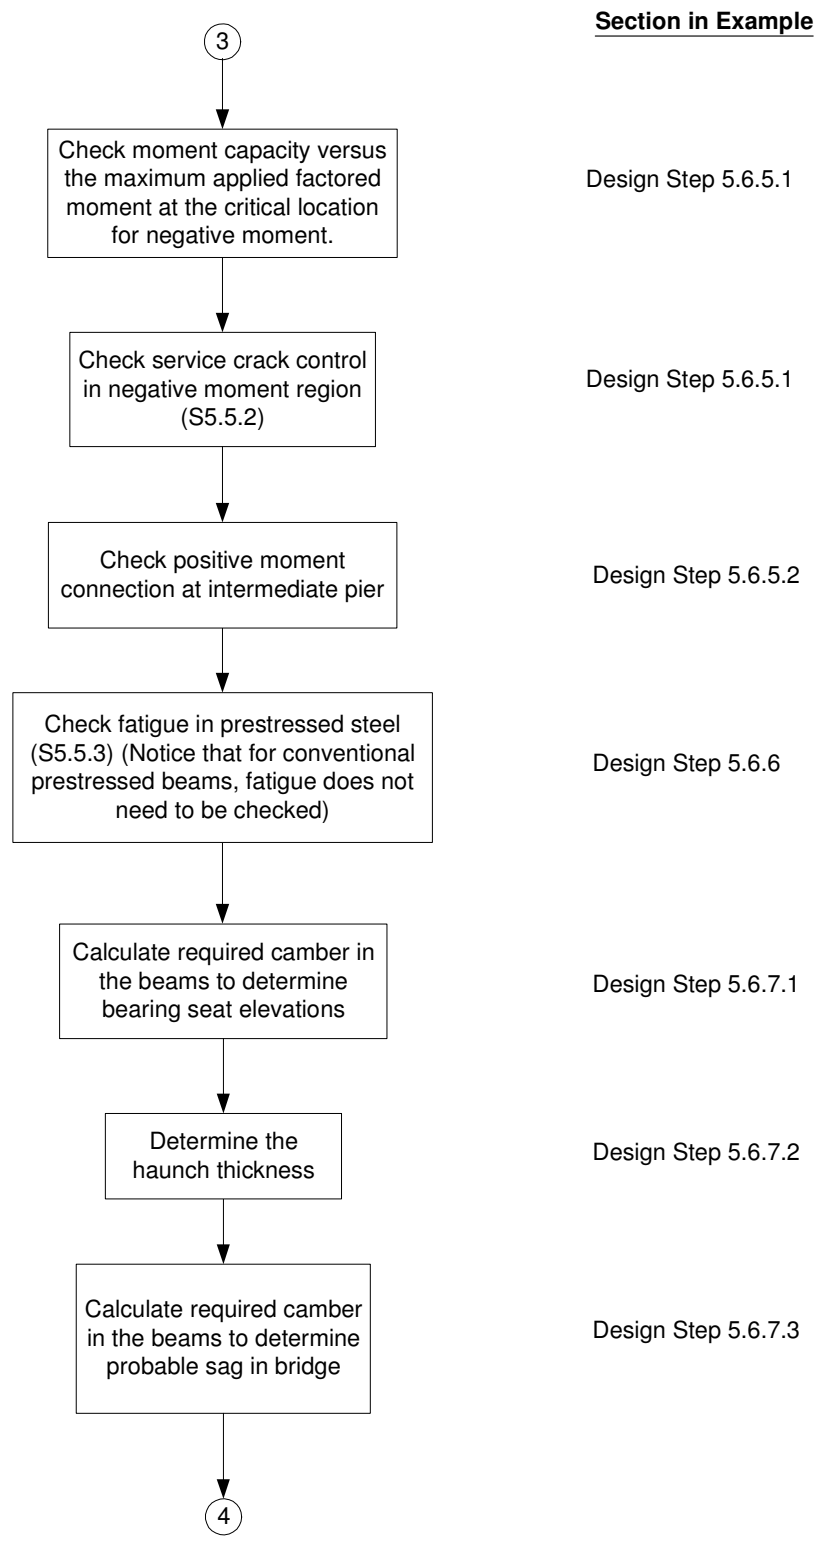 Section in Example
3
Check moment capacity versus
the maximum applied factored
moment at the critical location
for negative moment.
Design Step 5.6.5.1
Check service crack control
in negative moment region
(S5.5.2)
Design Step 5.6.5.1
Check positive moment
connection at intermediate pier
Design Step 5.6.5.2
Check fatigue in prestressed steel
(S5.5.3) (Notice that for conventional
prestressed beams, fatigue does not
need to be checked)
Design Step 5.6.6
Calculate required camber in
the beams to determine
bearing seat elevations
Design Step 5.6.7.1
Determine the
haunch thickness
Design Step 5.6.7.2
Calculate required camber
in the beams to determine
probable sag in bridge
Design Step 5.6.7.3
4